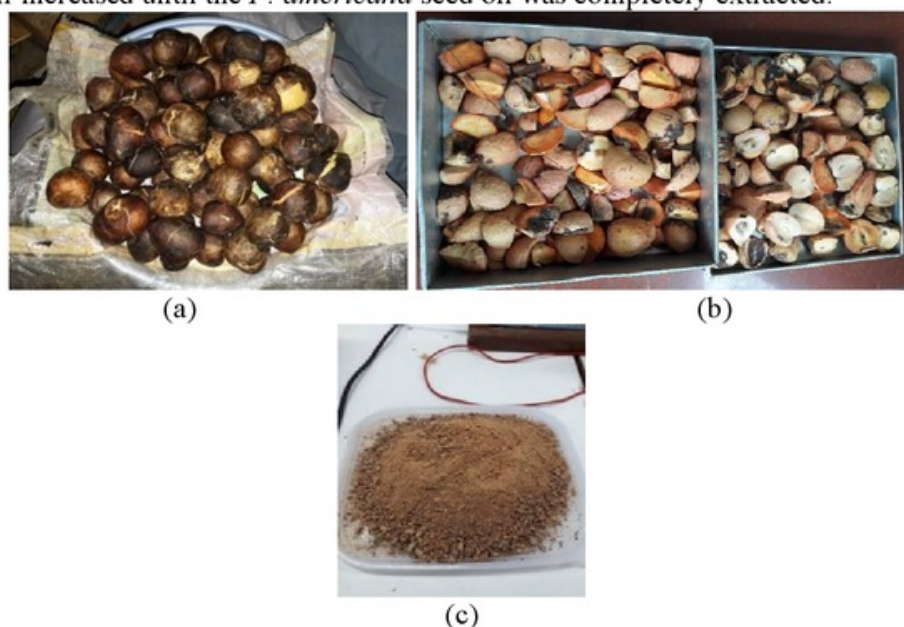 increased until the P. americana seed oil was completely extracted.
(a)
(b)
(c)